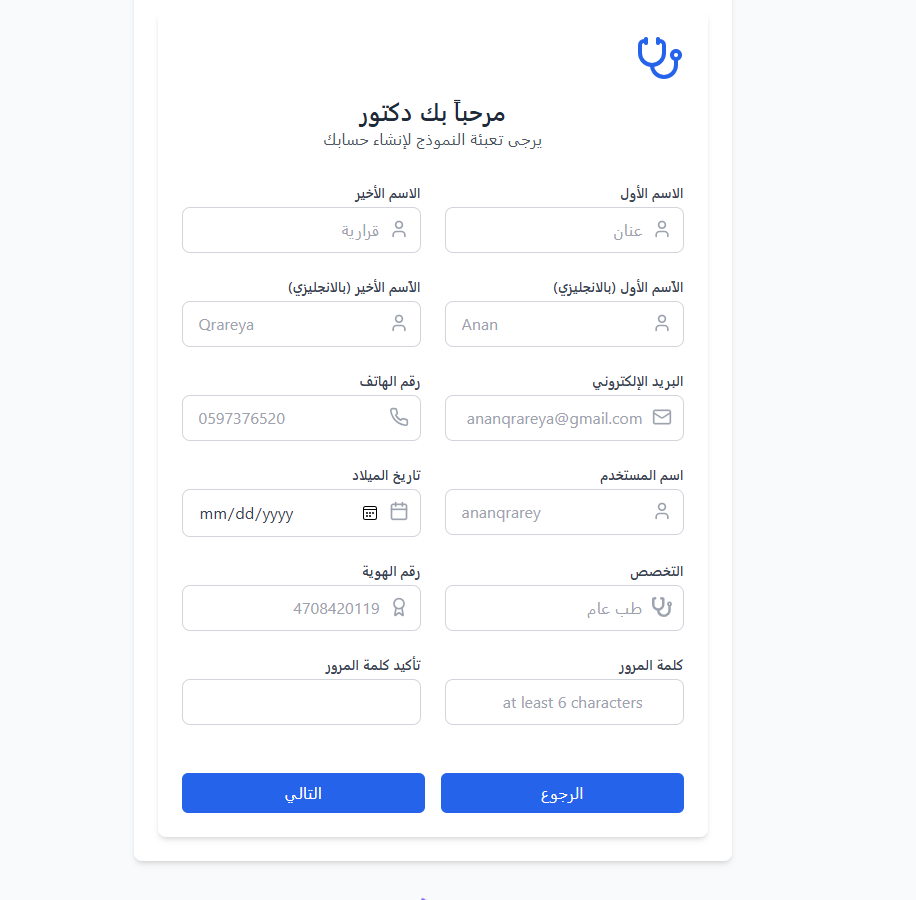 مرحباً بك دكتور
يرجى تعبئة النموذج لإنشاء حسابك
الاسم الأول
الاسم الأخير
عنان
قرارية
الآسم الأول (بالانجليزي)
الآسم الأخير (بالانجليزي)
Anan
Qrareya
البريد الإلكتروني
رقم الهاتف
ananqrareya@gmail.com
0597376520
اسم المستخدم
تاريخ الميلاد
ananqrarey
mm/dd/yyyy
التخصص
رقم الهوية
طب عام
4708420119
كلمة المرور
تأكيد كلمة المرور
at least 6 characters
الرجوع
التالي